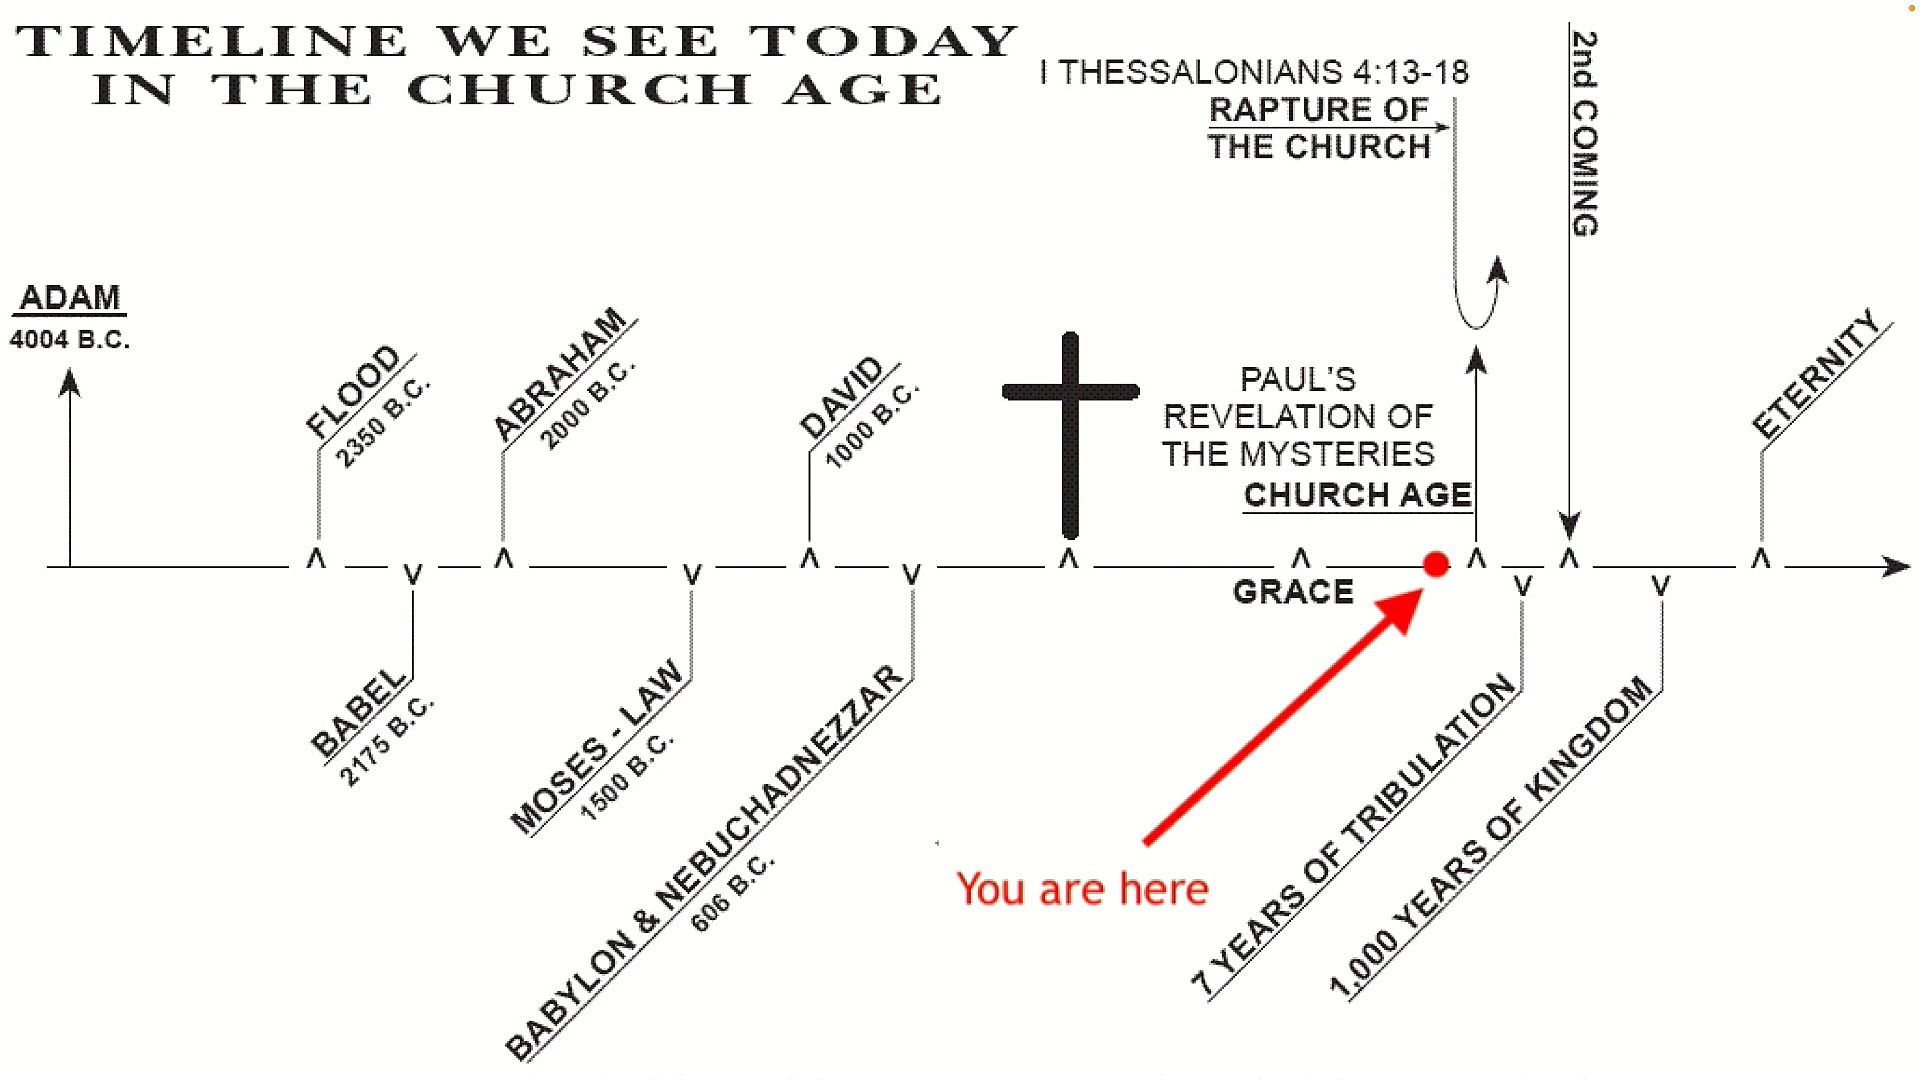 TIMELINE WE SEE TODAY
IN THE CHURCH AGE
I THESSALONIANS 4:13-18
RAPTURE OF
THE CHURCH
2nd COMING
ADAM
4004 B.C.
FLOOD
2350 B.C.
ABRAHAM
2000 B.C.
DAVID
1000 B.C.
PAUL'S
REVELATION OF
THE MYSTERIES
CHURCH AGE
ETERNITY
GRACE
BABEL
2175 B.C.
MOSES - LAW
1500 B.C.
BABYLON & NEBUCHADNEZZAR
606 B.C.
You are here
7 YEARS OF TRIBULATION
1,000 YEARS OF KINGDOM